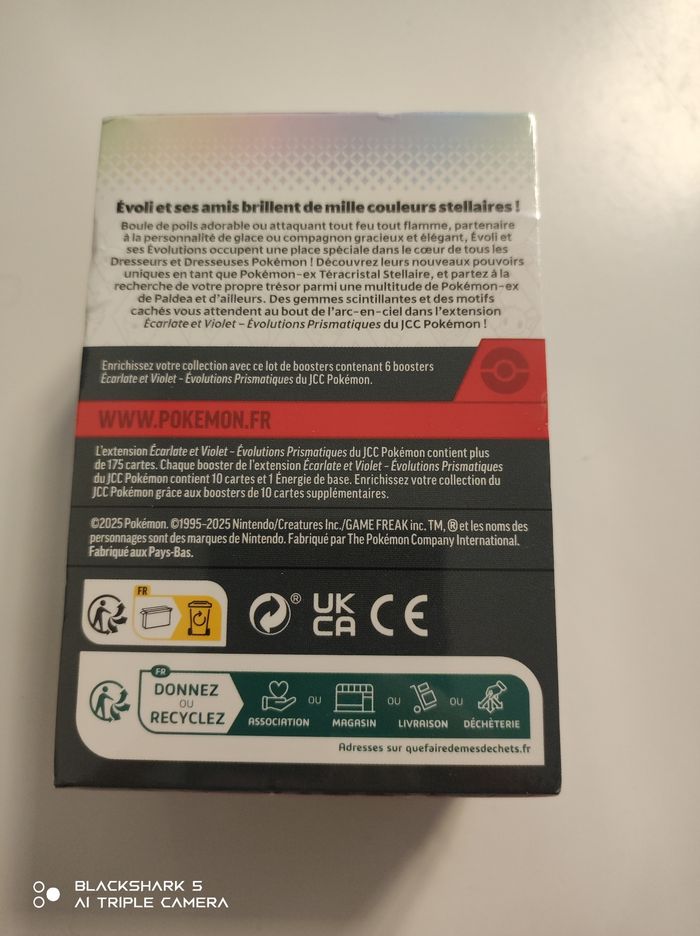 Évoli et ses amis brillent de mille couleurs stellaires !
Boule de poils adorable ou attaquant tout feu tout flamme, partenaire
à la personnalité de glace ou compagnon gracieux et élégant, Évoli et
ses Évolutions occupent une place spéciale dans le cœur de tous les
Dresseurs et Dresseuses Pokémon ! Découvrez leurs nouveaux pouvoirs
uniques en tant que Pokémon-ex Téracristal Stellaire, et partez à la
recherche de votre propre trésor parmi une multitude de Pokémon-ex
de Paldea et d'ailleurs. Des gemmes scintillantes et des motifs
cachés vous attendent au bout de l'arc-en-ciel dans l'extension
Écarlate et Violet – Évolutions Prismatiques du JCC Pokémon !
Enrichissez votre collection avec ce lot de boosters contenant 6 boosters
Écarlate et Violet - Évolutions Prismatiques du JCC Pokémon.
WWW.POKEMON.FR
L'extension Écarlate et Violet - Évolutions Prismatiques du JCC Pokémon contient plus
de 175 cartes. Chaque booster de l'extension Écarlate et Violet - Évolutions Prismatiques
du JCC Pokémon contient 10 cartes et 1 Énergie de base. Enrichissez votre collection du
JCC Pokémon grâce aux boosters de 10 cartes supplémentaires.
©2025 Pokémon. ©1995–2025 Nintendo/Creatures Inc./GAME FREAK inc. TM, ® et les noms des
personnages sont des marques de Nintendo. Fabriqué par The Pokémon Company International.
Fabriqué aux Pays-Bas.
FR
® UK CA CE
FR
DONNEZ
OU
RECYCLEZ
ASSOCIATION OU MAGASIN OU LIVRAISON OU DÉCHÈTERIE
Adresses sur quefairedemesdechets.fr
BLACKSHARK 5
AI TRIPLE CAMERA